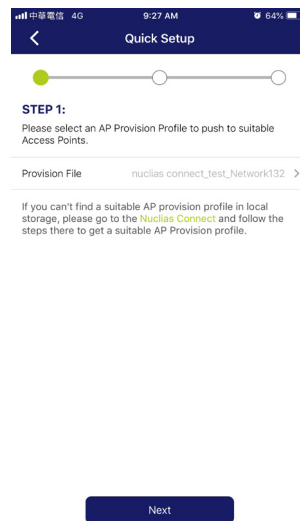 中華電信 4G 9:27 AM 64%
Quick Setup
STEP 1:
Please select an AP Provision Profile to push to suitable
Access Points.
Provision File nuclias connect_test_Network132
If you can't find a suitable AP provision profile in local
storage, please go to the Nuclias Connect and follow the
steps there to get a suitable AP Provision profile.
Next